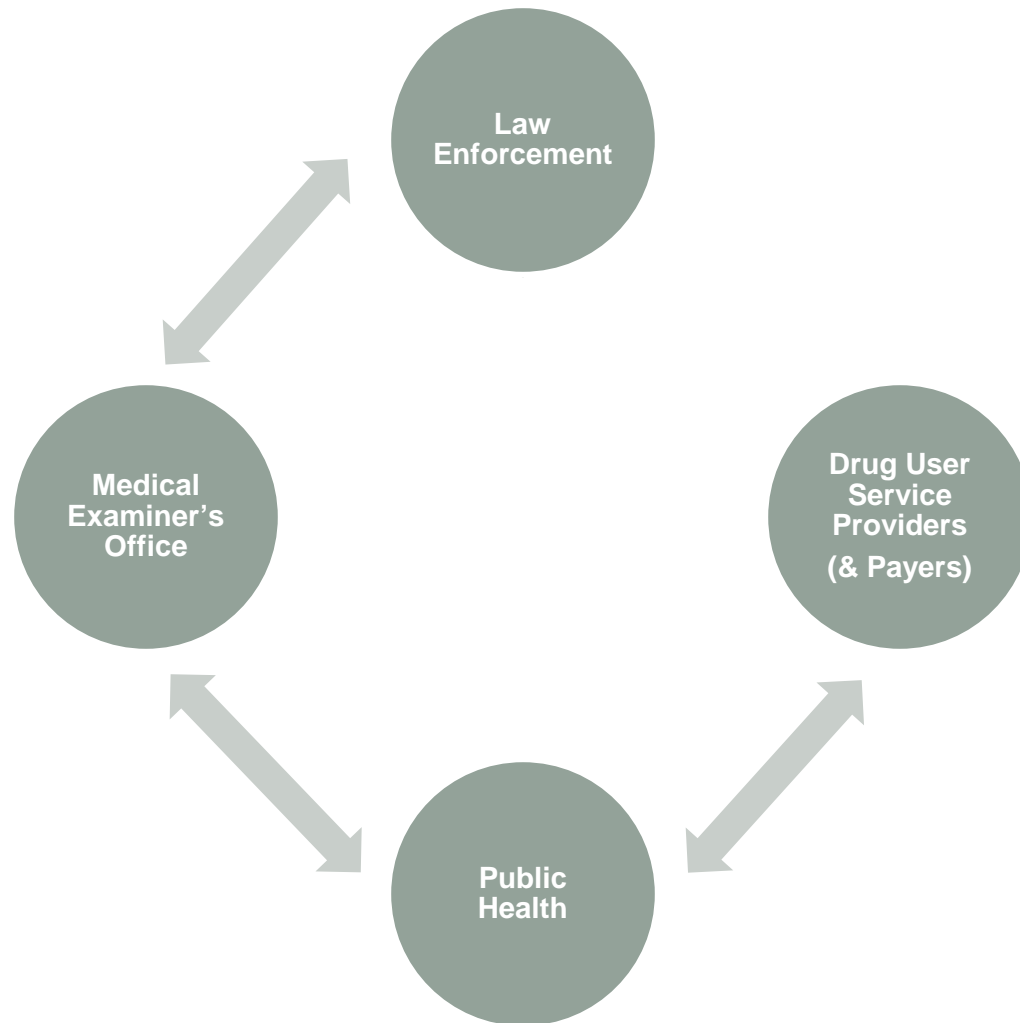 Law
Enforcement
Medical
Examiner’s
Office
Drug User
Service
Providers
(& Payers)
Public
Health